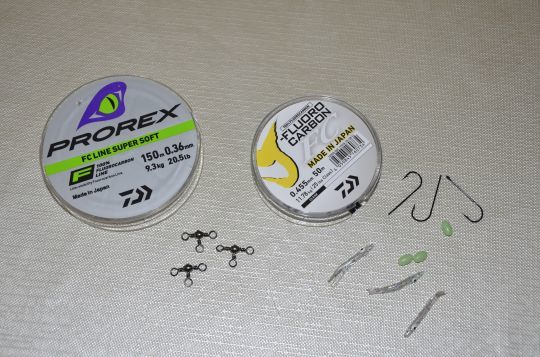 PROREX
FC LINE SUPER SOFT
F 100% FLUOROCARBON LINE
150m 0.36mm
9.3kg 20.5lb
Made in Japan
FLUORO
CARBON
MADE IN JAPAN
0.455mm 50m